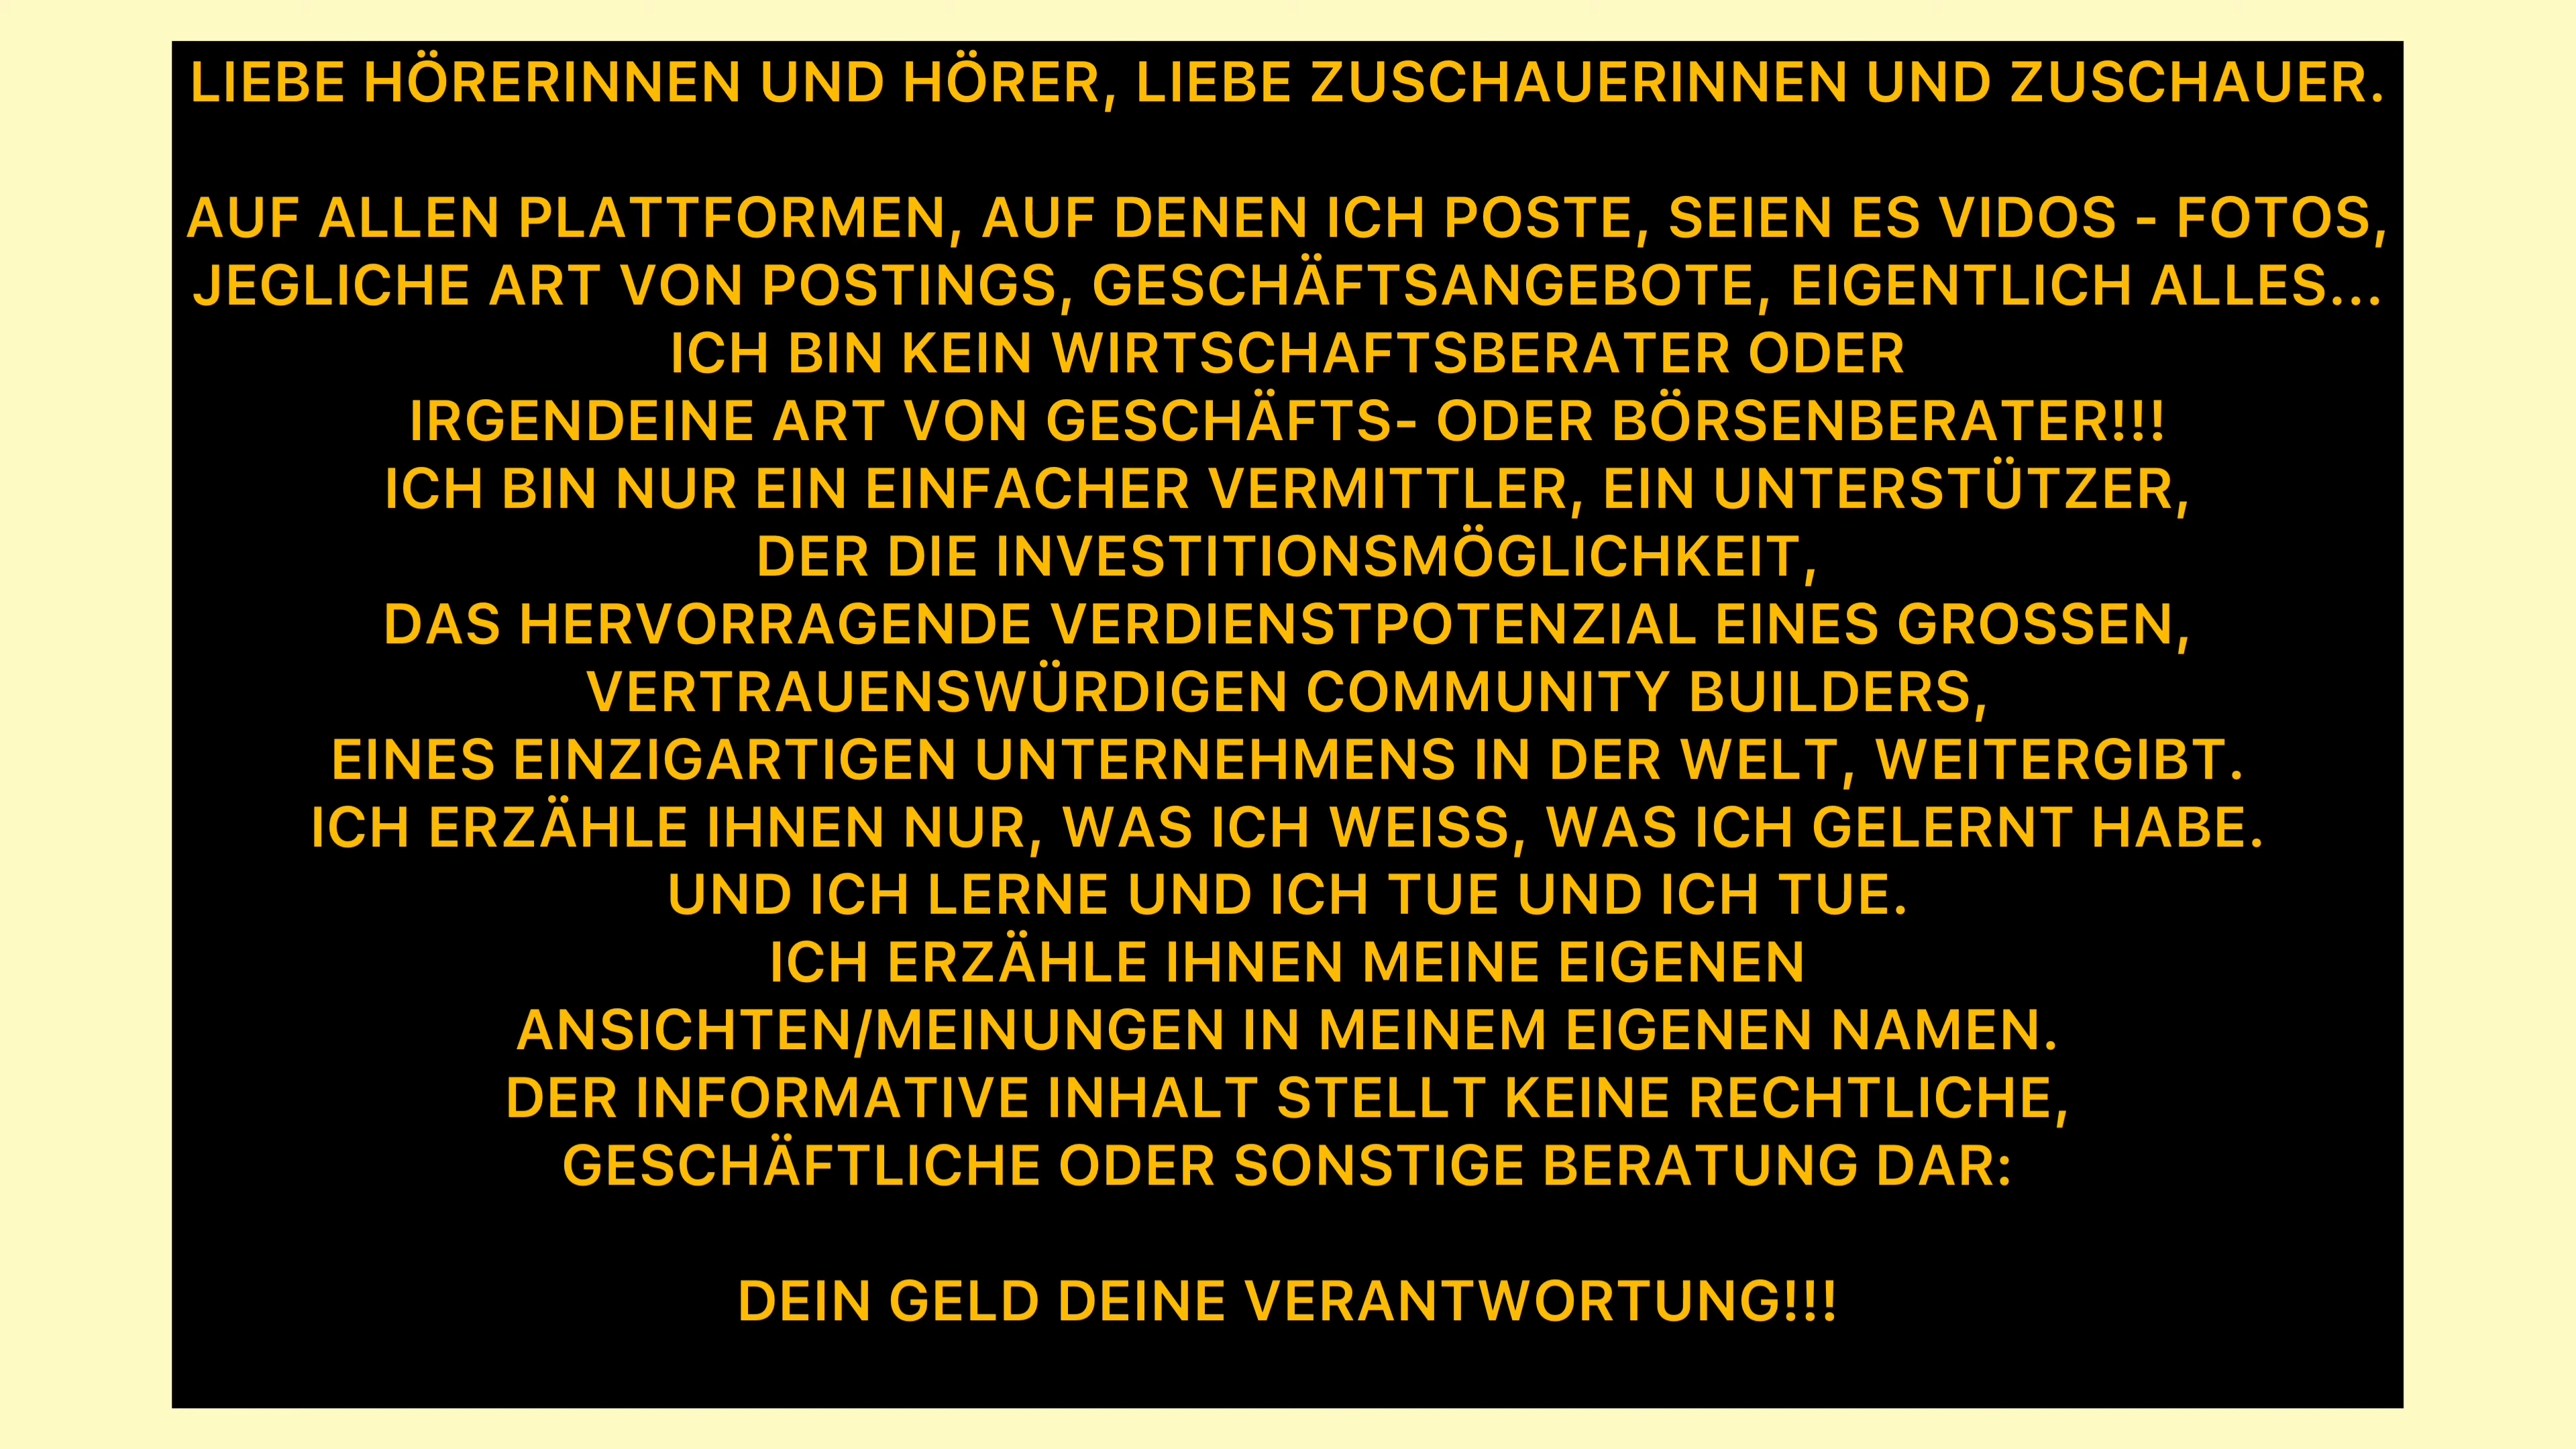 LIEBE HÖRERINNEN UND HÖRER, LIEBE ZUSCHAUERINNEN UND ZUSCHAUER.
AUF ALLEN PLATTFORMEN, AUF DENEN ICH POSTE, SEIEN ES VIDOS - FOTOS,
JEGLICHE ART VON POSTINGS, GESCHÄFTSANGEBOTE, EIGENTLICH ALLES...
ICH BIN KEIN WIRTSCHAFTSBERATER ODER
IRGENDEINE ART VON GESCHÄFTS- ODER BÖRSENBERATER!!!
ICH BIN NUR EIN EINFACHER VERMITTLER, EIN UNTERSTÜTZER,
DER DIE INVESTITIONSMÖGLICHKEIT,
DAS HERVORRAGENDE VERDIENSTPOTENZIAL EINES GROSSEN,
VERTRAUENSWÜRDIGEN COMMUNITY BUILDERS,
EINES EINZIGARTIGEN UNTERNEHMENS IN DER WELT, WEITERGIBT.
ICH ERZÄHLE IHNEN NUR, WAS ICH WEISS, WAS ICH GELERNT HABE.
UND ICH LERNE UND ICH TUE UND ICH TUE.
ICH ERZÄHLE IHNEN MEINE EIGENEN
ANSICHTEN/MEINUNGEN IN MEINEM EIGENEN NAMEN.
DER INFORMATIVE INHALT STELLT KEINE RECHTLICHE,
GESCHÄFTLICHE ODER SONSTIGE BERATUNG DAR:
DEIN GELD DEINE VERANTWORTUNG!!!